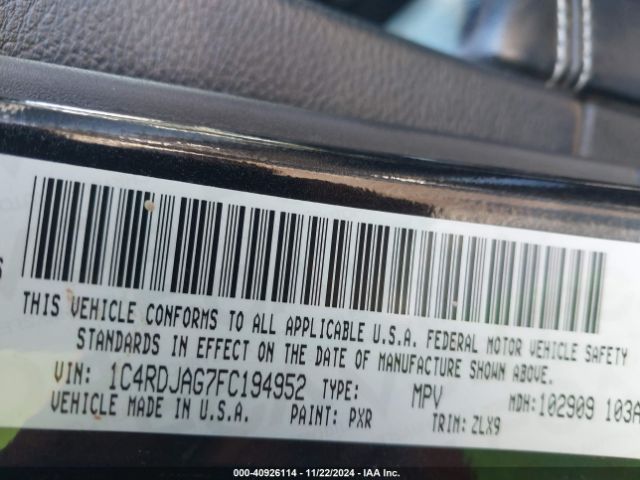 THIS VEHICLE CONFORMS TO ALL APPLICABLE U.S.A. FEDERAL MOTOR VEHICLE SAFETY
STANDARDS IN EFFECT ON THE DATE OF MANUFACTURE SHOWN ABOVE.
VIN: 1C4RDJAG7FC194952 TYPE: MPV MDH:102909 103A
VEHICLE MADE IN U.S.A. PAINT: PXR TRIM: ZLX9
000-40926114 - 11/22/2024 - IAA Inc.